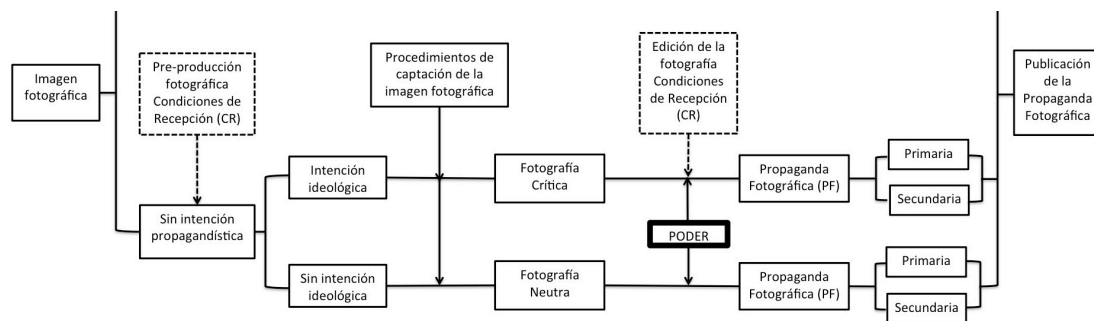 Imagen
fotográfica
Pre-producción
fotográfica
Condiciones de
Recepción (CR)
Sin intención
propagandística
Intención
ideológica
Sin intención
ideológica
Procedimientos de
captación de la
imagen fotográfica
Fotografía
Crítica
Fotografía
Neutra
Edición de la
fotografía
Condiciones
de Recepción
(CR)
PODER
Propaganda
Fotográfica (PF)
Propaganda
Fotográfica (PF)
Primaria
Secundaria
Primaria
Secundaria
Publicación
de la
Propaganda
Fotográfica